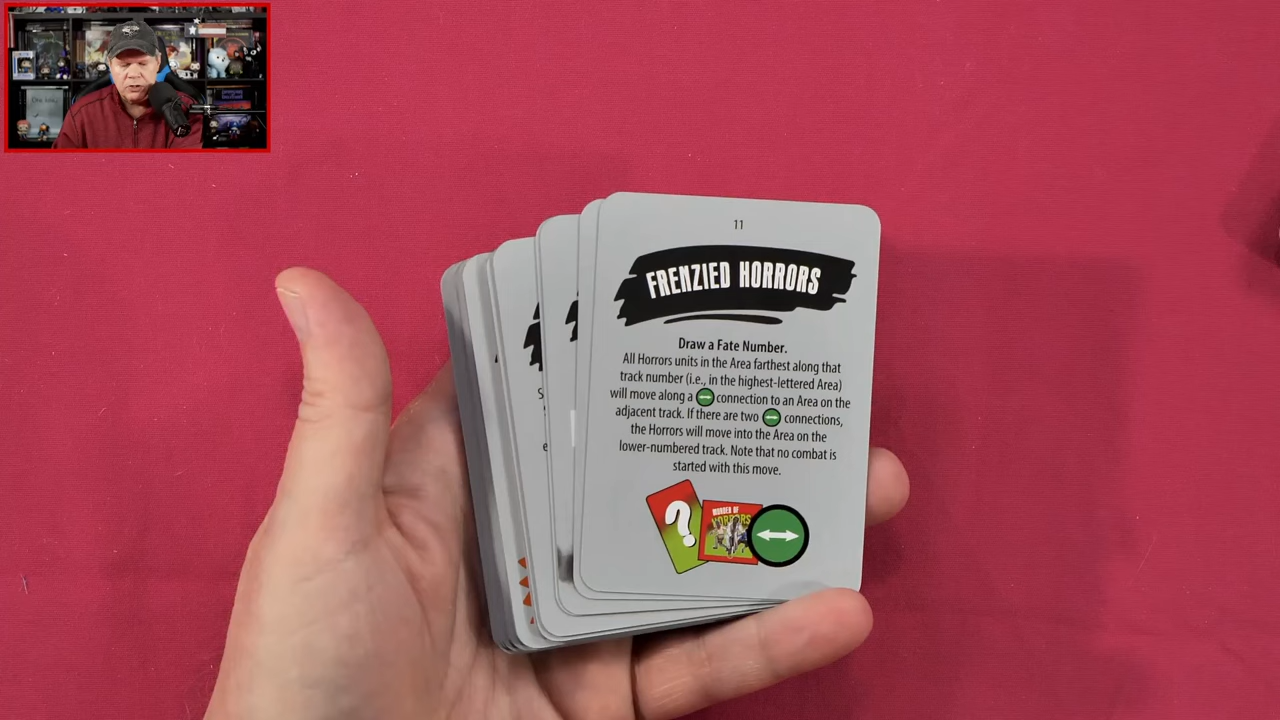 11
FRENZIED HORRORS
Draw a Fate Number.
All Horrors units in the Area farthest along that
track number (i.e., in the highest-lettered Area)
will move along a connection to an Area on the
adjacent track. If there are two connections,
the Horrors will move into the Area on the
lower-numbered track. Note that no combat is
started with this move.
?
MURDER OF
HORRORS